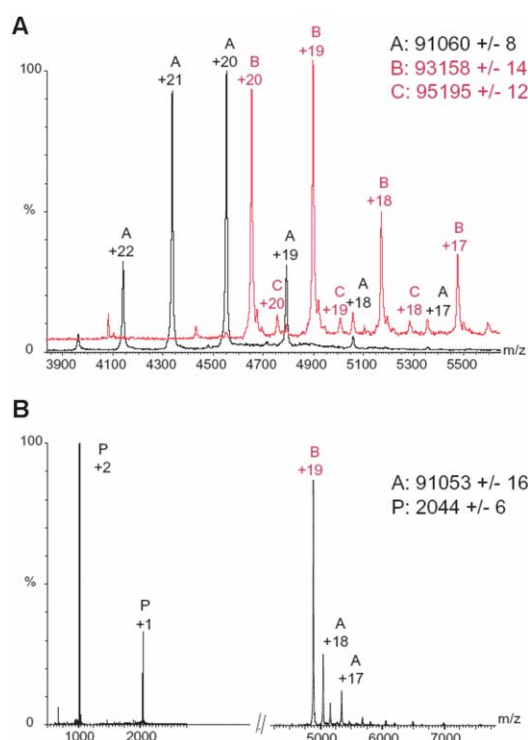 A
A: 91060 +/- 8
B: 93158 +/- 14
C: 95195 +/- 12
100
%
0
A
+22
A
+21
A
+20
B
+20
C
+20
A
+19
B
+19
C
+19
A
+18
B
+18
C
+18
A
+17
B
+17
3900 4100 4300 4500 4700 4900 5100 5300 5500 m/z
B
A: 91053 +/- 16
P: 2044 +/- 6
100
%
0
P
+2
P
+1
B
+19
A
+18
A
+17
1000 2000 // 5000 6000 7000 m/z